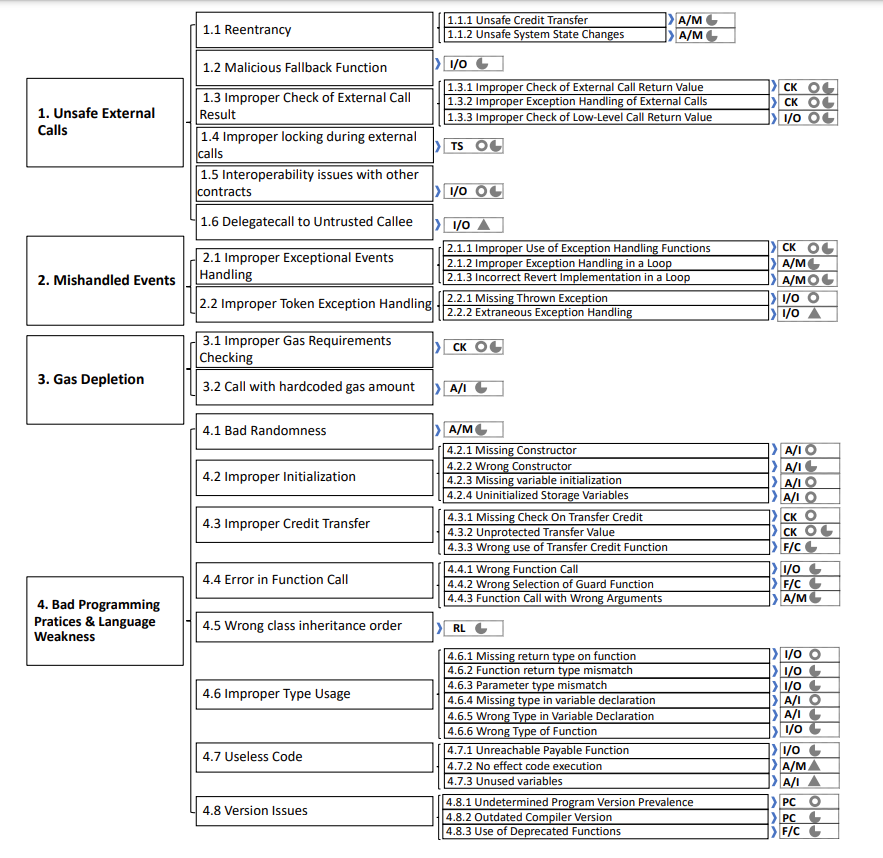 1. Unsafe External
Calls
1.1 Reentrancy
1.1.1 Unsafe Credit Transfer A/M
1.1.2 Unsafe System State Changes A/M
1.2 Malicious Fallback Function I/O
1.3 Improper Check of External Call
Result
1.3.1 Improper Check of External Call Return Value CK
1.3.2 Improper Exception Handling of External Calls CK
1.3.3 Improper Check of Low-Level Call Return Value I/O
1.4 Improper locking during external
calls
TS
1.5 Interoperability issues with other
contracts
I/O
1.6 Delegatecall to Untrusted Callee I/O
2. Mishandled Events
2.1 Improper Exceptional Events
Handling
2.1.1 Improper Use of Exception Handling Functions CK
2.1.2 Improper Exception Handling in a Loop A/M
2.1.3 Incorrect Revert Implementation in a Loop A/M
2.2 Improper Token Exception Handling
2.2.1 Missing Thrown Exception I/O
2.2.2 Extraneous Exception Handling I/O
3. Gas Depletion
3.1 Improper Gas Requirements
Checking
CK
3.2 Call with hardcoded gas amount A/I
4. Bad Programming
Pratices & Language
Weakness
4.1 Bad Randomness A/M
4.2 Improper Initialization
4.2.1 Missing Constructor A/I
4.2.2 Wrong Constructor A/I
4.2.3 Missing variable initialization A/I
4.2.4 Uninitialized Storage Variables A/I
4.3 Improper Credit Transfer
4.3.1 Missing Check On Transfer Credit CK
4.3.2 Unprotected Transfer Value CK
4.3.3 Wrong use of Transfer Credit Function F/C
4.4 Error in Function Call
4.4.1 Wrong Function Call I/O
4.4.2 Wrong Selection of Guard Function F/C
4.4.3 Function Call with Wrong Arguments A/M
4.5 Wrong class inheritance order RL
4.6 Improper Type Usage
4.6.1 Missing return type on function I/O
4.6.2 Function return type mismatch I/O
4.6.3 Parameter type mismatch I/O
4.6.4 Missing type in variable declaration A/I
4.6.5 Wrong Type in Variable Declaration A/I
4.6.6 Wrong Type of Function I/O
4.7 Useless Code
4.7.1 Unreachable Payable Function I/O
4.7.2 No effect code execution A/M
4.7.3 Unused variables A/I
4.8 Version Issues
4.8.1 Undetermined Program Version Prevalence PC
4.8.2 Outdated Compiler Version PC
4.8.3 Use of Deprecated Functions F/C